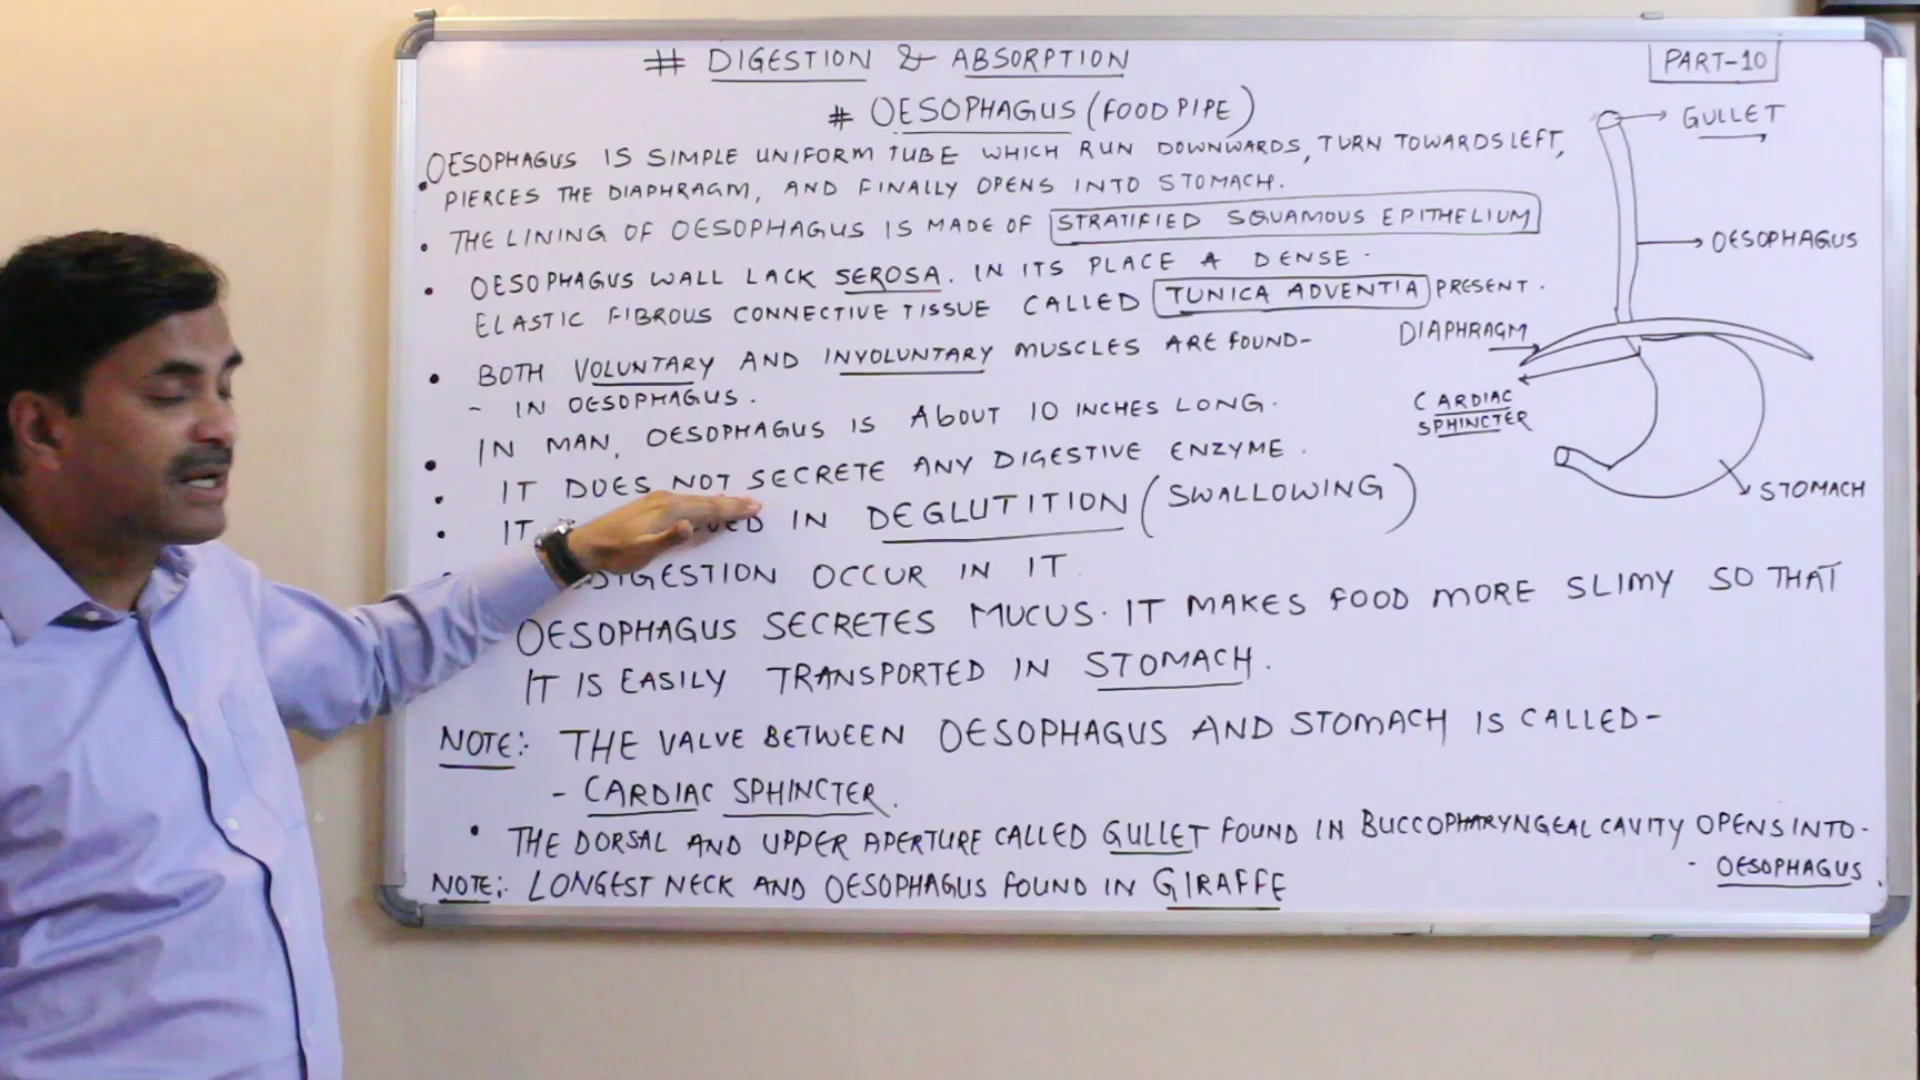 # DIGESTION & ABSORPTION
PART-10
# OESOPHAGUS (FOOD PIPE)
• OESOPHAGUS IS SIMPLE UNIFORM TUBE WHICH RUN DOWNWARDS, TURN TOWARDS LEFT,
PIERCES THE DIAPHRAGM, AND FINALLY OPENS INTO STOMACH.
• THE LINING OF OESOPHAGUS IS MADE OF STRATIFIED SQUAMOUS EPITHELIUM
• OESOPHAGUS WALL LACK SEROSA. IN ITS PLACE A DENSE -
ELASTIC FIBROUS CONNECTIVE TISSUE CALLED TUNICA ADVENTIA PRESENT.
• BOTH VOLUNTARY AND INVOLUNTARY MUSCLES ARE FOUND-
- IN OESOPHAGUS.
• IN MAN, OESOPHAGUS IS AbOUT 10 INCHES LONG.
• IT DOES NOT SECRETE ANY DIGESTIVE ENZYME.
• IT IN DEGLUTITION (SWALLOWING)
• DIGESTION OCCUR IN IT
OESOPHAGUS SECRETES MUCUS. IT MAKES FOOD MORE SLIMY SO THAT
IT IS EASILY TRANSPORTED IN STOMACH.
NOTE:- THE VALVE BETWEEN OESOPHAGUS AND STOMACH IS CALLED-
- CARDIAC SPHINCTER.
• THE DORSAL AND UPPER APERTURE CALLED GULLET FOUND IN BUCCOPHARYNGEAL CAVITY OPENS INTO-
- OESOPHAGUS.
NOTE:- LONGEST NECK AND OESOPHAGUS FOUND IN GIRAFFE
GULLET
OESOPHAGUS
DIAPHRAGM
CARDIAC
SPHINCTER
STOMACH